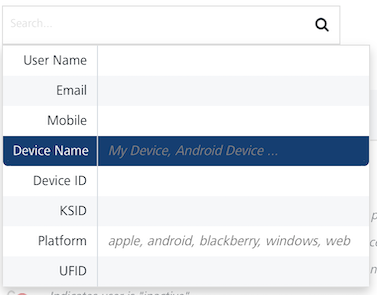 Search...
User Name
Email
Mobile
Device Name My Device, Android Device ...
Device ID
KSID
Platform apple, android, blackberry, windows, web
UFID
Indicates user is "inactive"